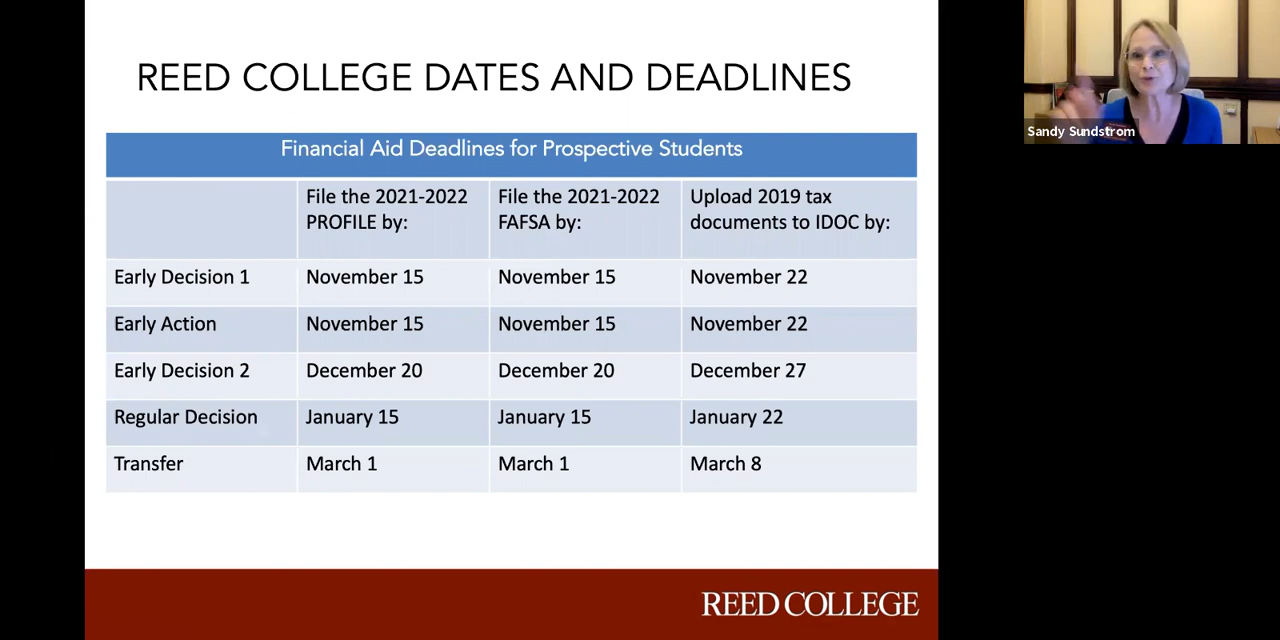 REED COLLEGE DATES AND DEADLINES
Financial Aid Deadlines for Prospective Students
File the 2021-2022 PROFILE by:
File the 2021-2022 FAFSA by:
Upload 2019 tax documents to IDOC by:
Early Decision 1 November 15 November 15 November 22
Early Action November 15 November 15 November 22
Early Decision 2 December 20 December 20 December 27
Regular Decision January 15 January 15 January 22
Transfer March 1 March 1 March 8
REED COLLEGE
Sandy Sundstrom